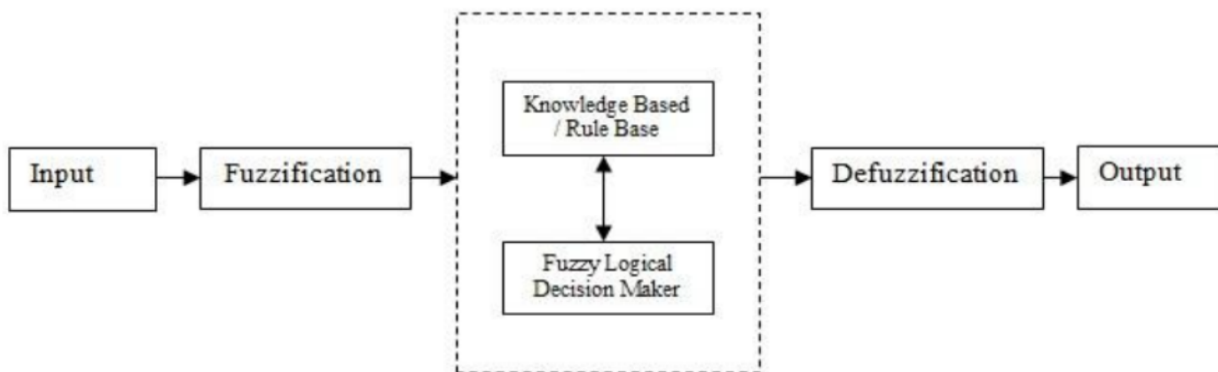 Input
Fuzzification
Knowledge Based
/ Rule Base
Fuzzy Logical
Decision Maker
Defuzzification
Output